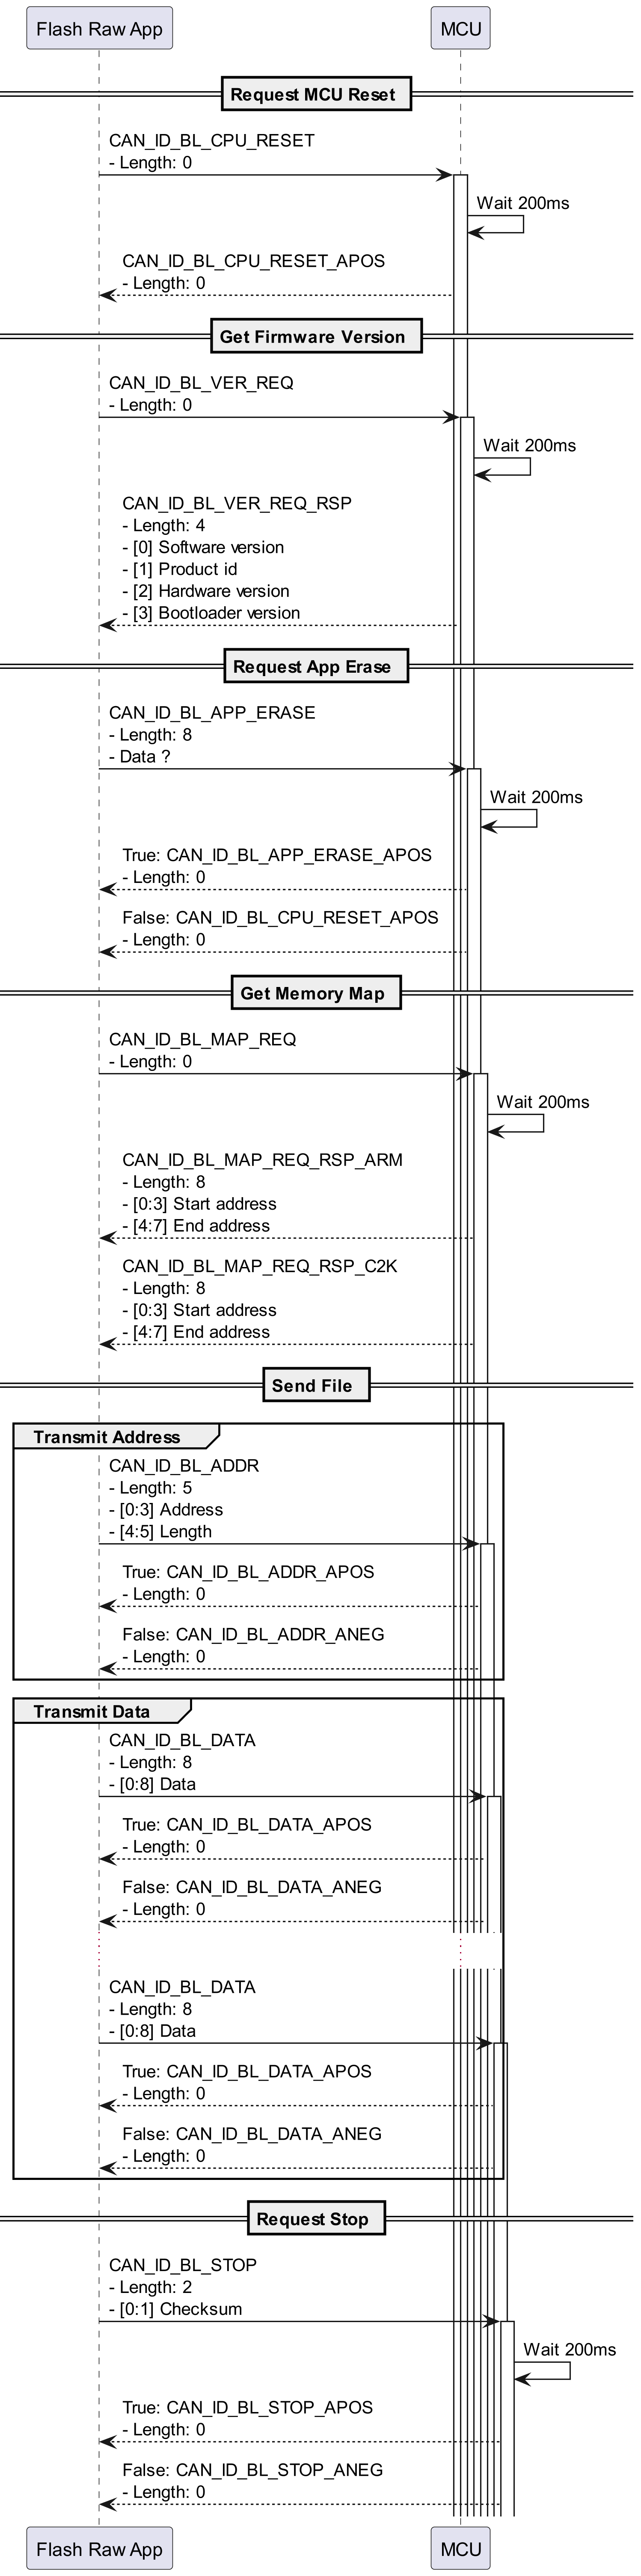 Flash Raw App
MCU
Request MCU Reset
CAN_ID_BL_CPU_RESET
- Length: 0
Wait 200ms
CAN_ID_BL_CPU_RESET_APOS
- Length: 0
Get Firmware Version
CAN_ID_BL_VER_REQ
- Length: 0
Wait 200ms
CAN_ID_BL_VER_REQ_RSP
- Length: 4
- [0] Software version
- [1] Product id
- [2] Hardware version
- [3] Bootloader version
Request App Erase
CAN_ID_BL_APP_ERASE
- Length: 8
- Data ?
Wait 200ms
True: CAN_ID_BL_APP_ERASE_APOS
- Length: 0
False: CAN_ID_BL_CPU_RESET_APOS
- Length: 0
Get Memory Map
CAN_ID_BL_MAP_REQ
- Length: 0
Wait 200ms
CAN_ID_BL_MAP_REQ_RSP_ARM
- Length: 8
- [0:3] Start address
- [4:7] End address
CAN_ID_BL_MAP_REQ_RSP_C2K
- Length: 8
- [0:3] Start address
- [4:7] End address
Send File
Transmit Address
CAN_ID_BL_ADDR
- Length: 5
- [0:3] Address
- [4:5] Length
True: CAN_ID_BL_ADDR_APOS
- Length: 0
False: CAN_ID_BL_ADDR_ANEG
- Length: 0
Transmit Data
CAN_ID_BL_DATA
- Length: 8
- [0:8] Data
True: CAN_ID_BL_DATA_APOS
- Length: 0
False: CAN_ID_BL_DATA_ANEG
- Length: 0
CAN_ID_BL_DATA
- Length: 8
- [0:8] Data
True: CAN_ID_BL_DATA_APOS
- Length: 0
False: CAN_ID_BL_DATA_ANEG
- Length: 0
Request Stop
CAN_ID_BL_STOP
- Length: 2
- [0:1] Checksum
Wait 200ms
True: CAN_ID_BL_STOP_APOS
- Length: 0
False: CAN_ID_BL_STOP_ANEG
- Length: 0
Flash Raw App
MCU